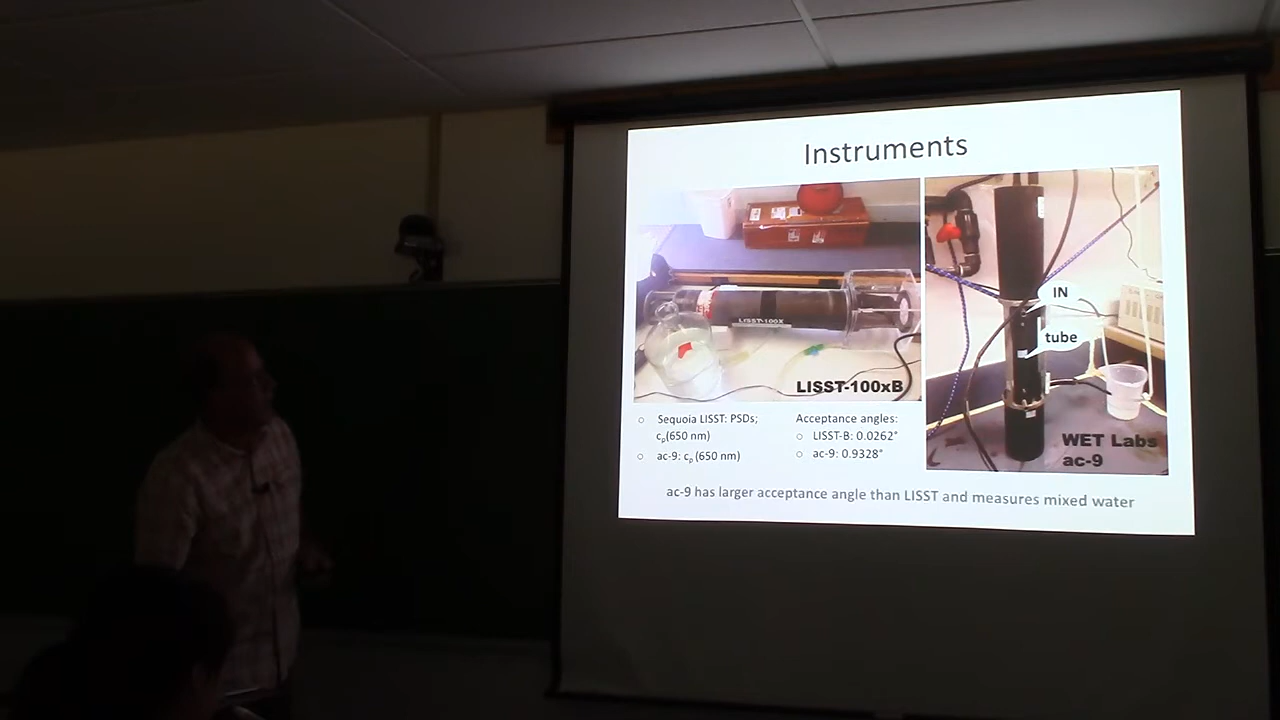 Instruments
LISST-100X
LISST-100xB
IN
tube
WET Labs
ac-9
○ Sequoia LISST: PSDs;
cp(650 nm)
○ ac-9: cp (650 nm)
Acceptance angles:
○ LISST-B: 0.0262°
○ ac-9: 0.9328°
ac-9 has larger acceptance angle than LISST and measures mixed water